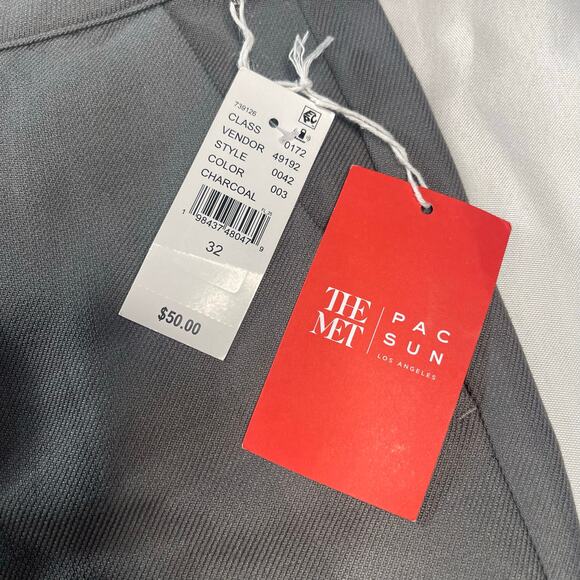 739126
CLASS 0172
VENDOR 49192
STYLE 0042
COLOR 003
CHARCOAL
1 98437 48047 9
32
$50.00
THE
MET
PAC
SUN
LOS ANGELES